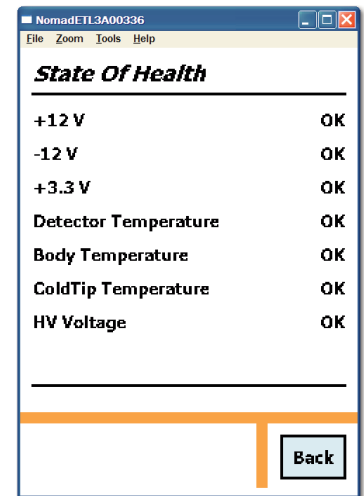 NomadETL3A00336
File Zoom Tools Help
State Of Health
+12 V OK
-12 V OK
+3.3 V OK
Detector Temperature OK
Body Temperature OK
ColdTip Temperature OK
HV Voltage OK
Back